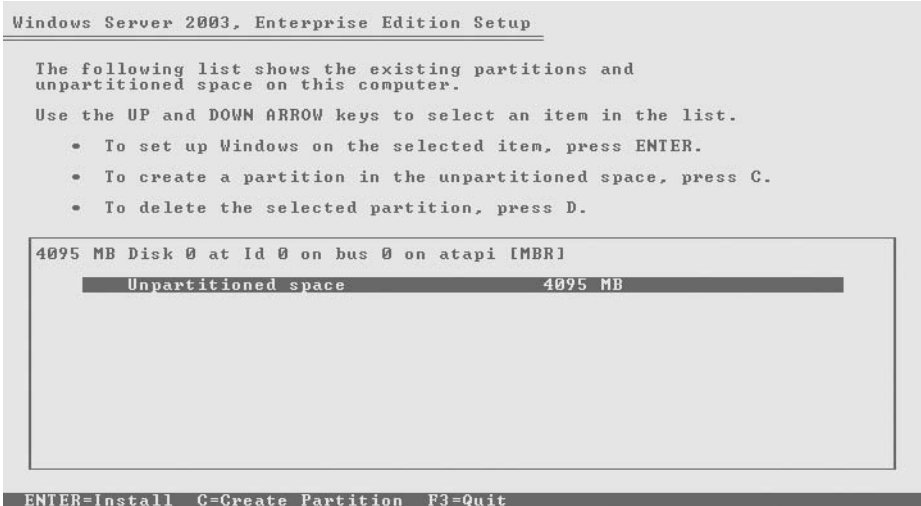 Windows Server 2003, Enterprise Edition Setup
The following list shows the existing partitions and
unpartitioned space on this computer.
Use the UP and DOWN ARROW keys to select an item in the list.
• To set up Windows on the selected item, press ENTER.
• To create a partition in the unpartitioned space, press C.
• To delete the selected partition, press D.
4095 MB Disk 0 at Id 0 on bus 0 on atapi [MBR]
Unpartitioned space 4095 MB
ENTER=Install C=Create Partition F3=Quit